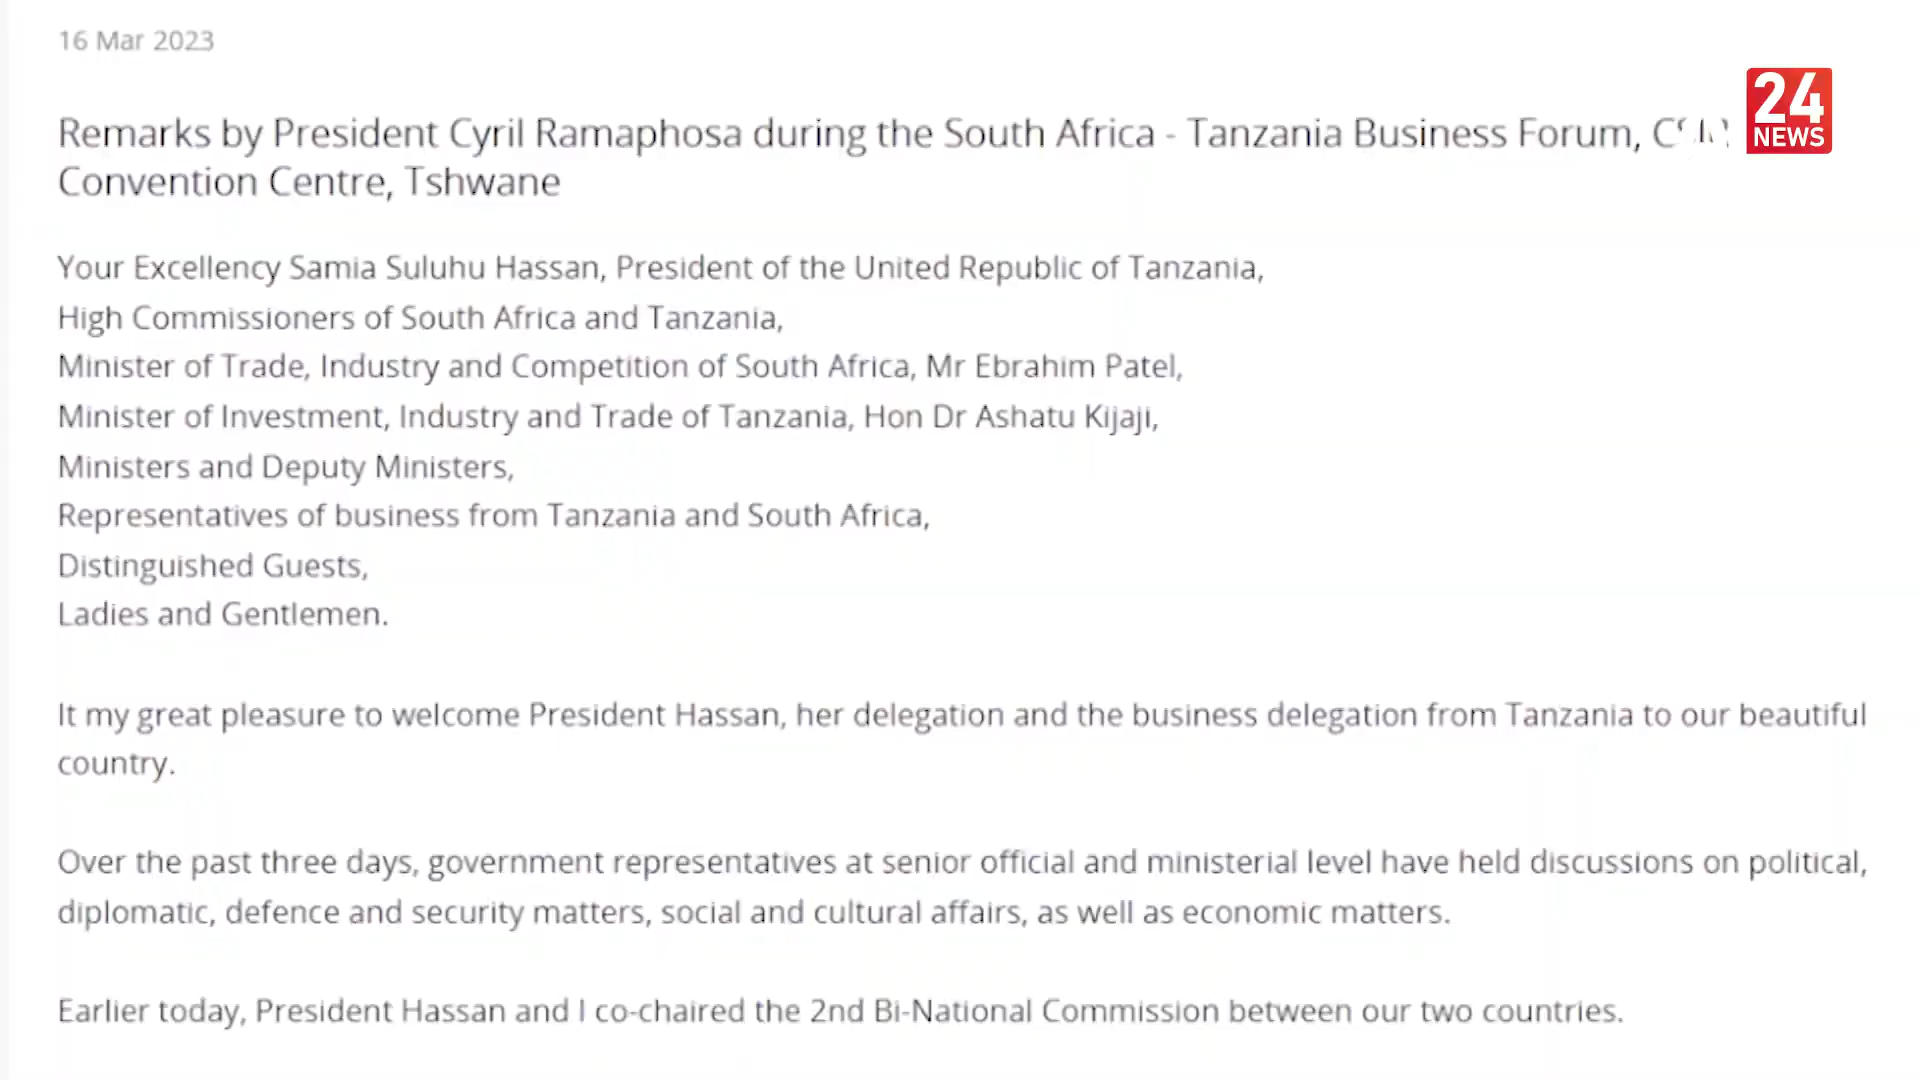 16 Mar 2023
24
NEWS
Remarks by President Cyril Ramaphosa during the South Africa - Tanzania Business Forum,
Convention Centre, Tshwane
Your Excellency Samia Suluhu Hassan, President of the United Republic of Tanzania,
High Commissioners of South Africa and Tanzania,
Minister of Trade, Industry and Competition of South Africa, Mr Ebrahim Patel,
Minister of Investment, Industry and Trade of Tanzania, Hon Dr Ashatu Kijaji,
Ministers and Deputy Ministers,
Representatives of business from Tanzania and South Africa,
Distinguished Guests,
Ladies and Gentlemen.
It my great pleasure to welcome President Hassan, her delegation and the business delegation from Tanzania to our beautiful
country.
Over the past three days, government representatives at senior official and ministerial level have held discussions on political,
diplomatic, defence and security matters, social and cultural affairs, as well as economic matters.
Earlier today, President Hassan and I co-chaired the 2nd Bi-National Commission between our two countries.